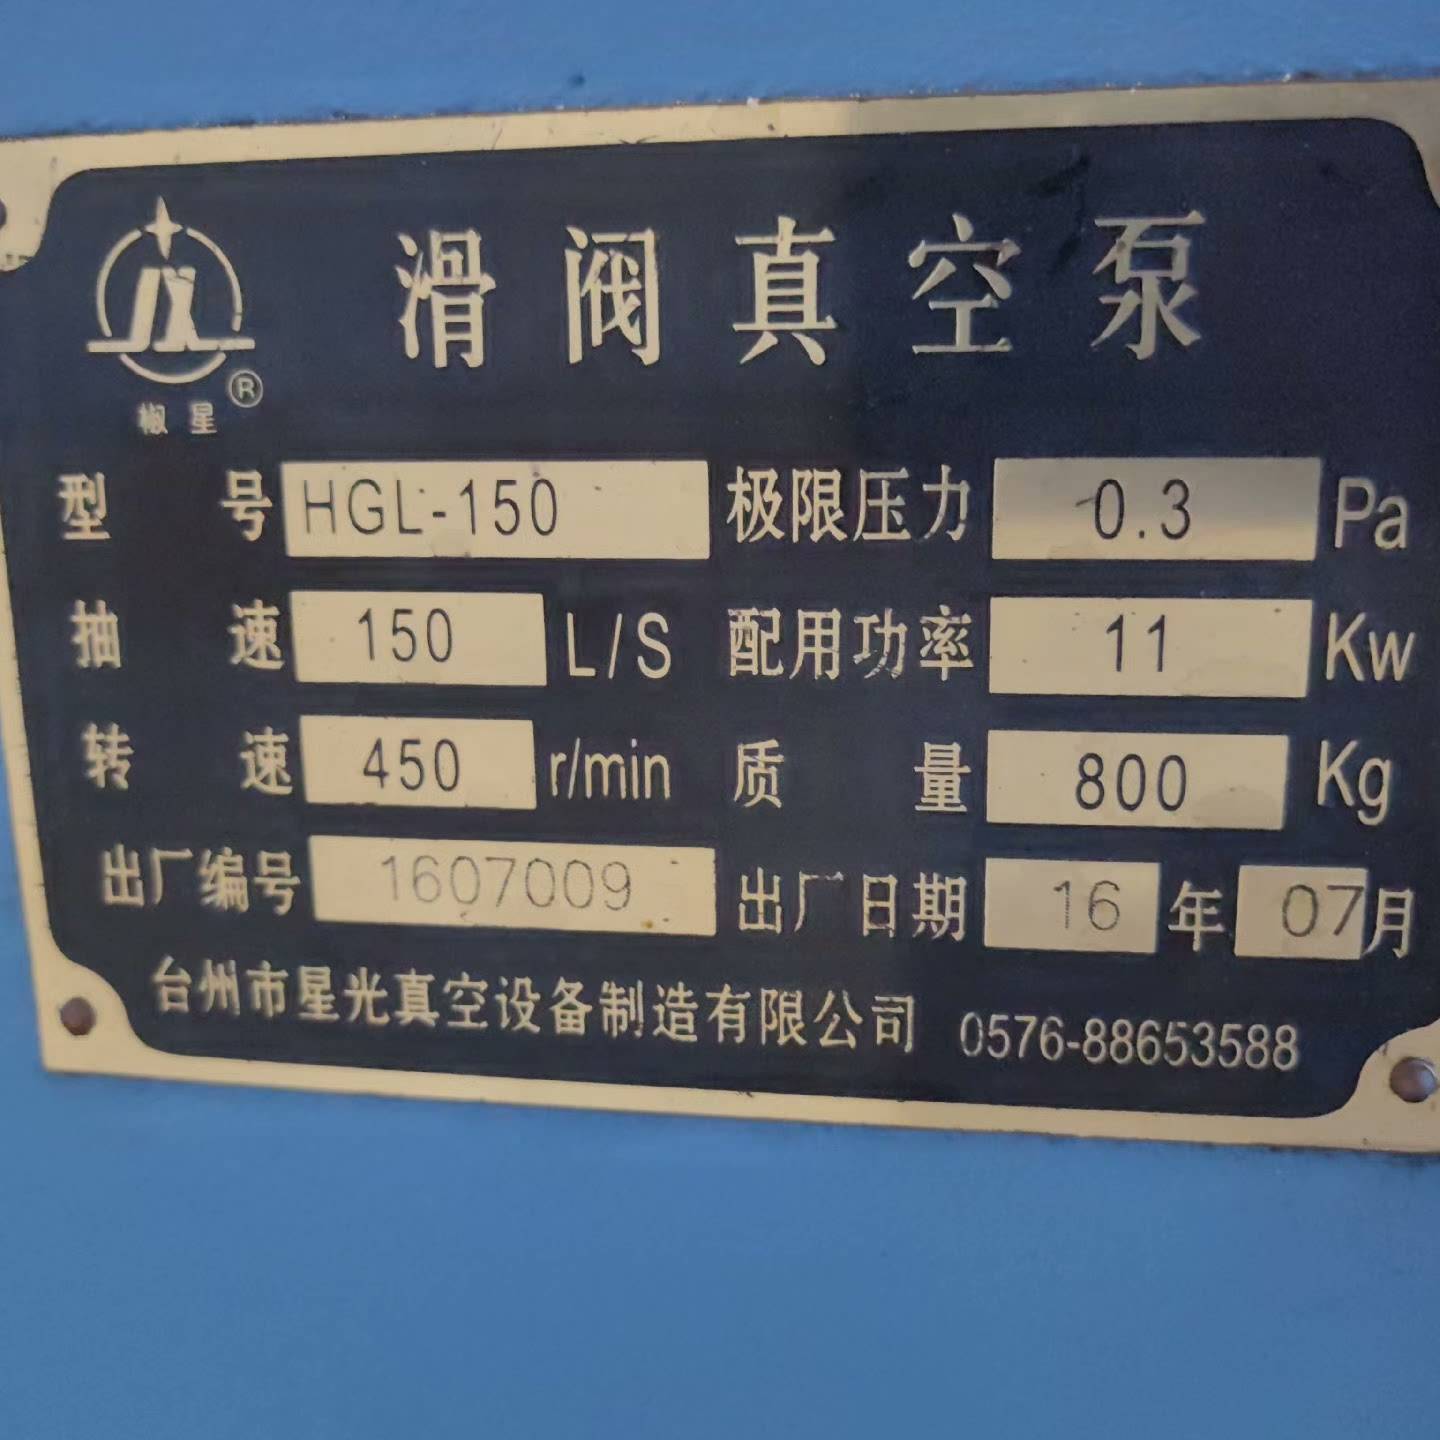 滑阀真空泵
®
椒星
型号 HGL-150 极限压力 0.3 Pa
抽速 150 L/S 配用功率 11 Kw
转速 450 r/min 质量 800 Kg
出厂编号 1607009 出厂日期 16 年 07 月
台州市星光真空设备制造有限公司 0576-88653588